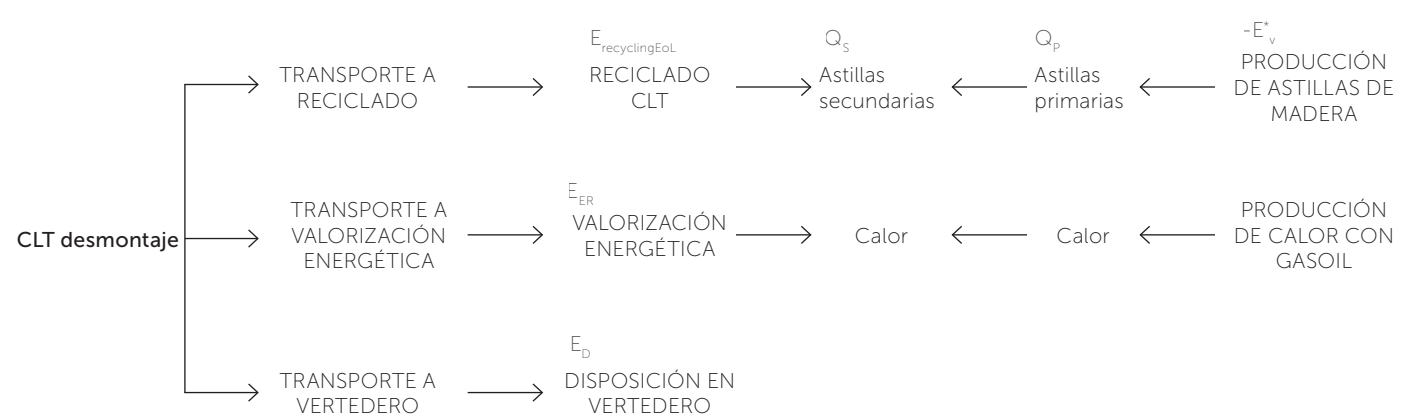 E_recyclingEoL
Q_S
Q_P
-E*_v
TRANSPORTE A
RECICLADO
RECICLADO
CLT
Astillas
secundarias
Astillas
primarias
PRODUCCIÓN
DE ASTILLAS DE
MADERA
CLT desmontaje
TRANSPORTE A
VALORIZACIÓN
ENERGÉTICA
E_ER
VALORIZACIÓN
ENERGÉTICA
Calor
Calor
PRODUCCIÓN
DE CALOR CON
GASOIL
TRANSPORTE A
VERTEDERO
E_D
DISPOSICIÓN EN
VERTEDERO